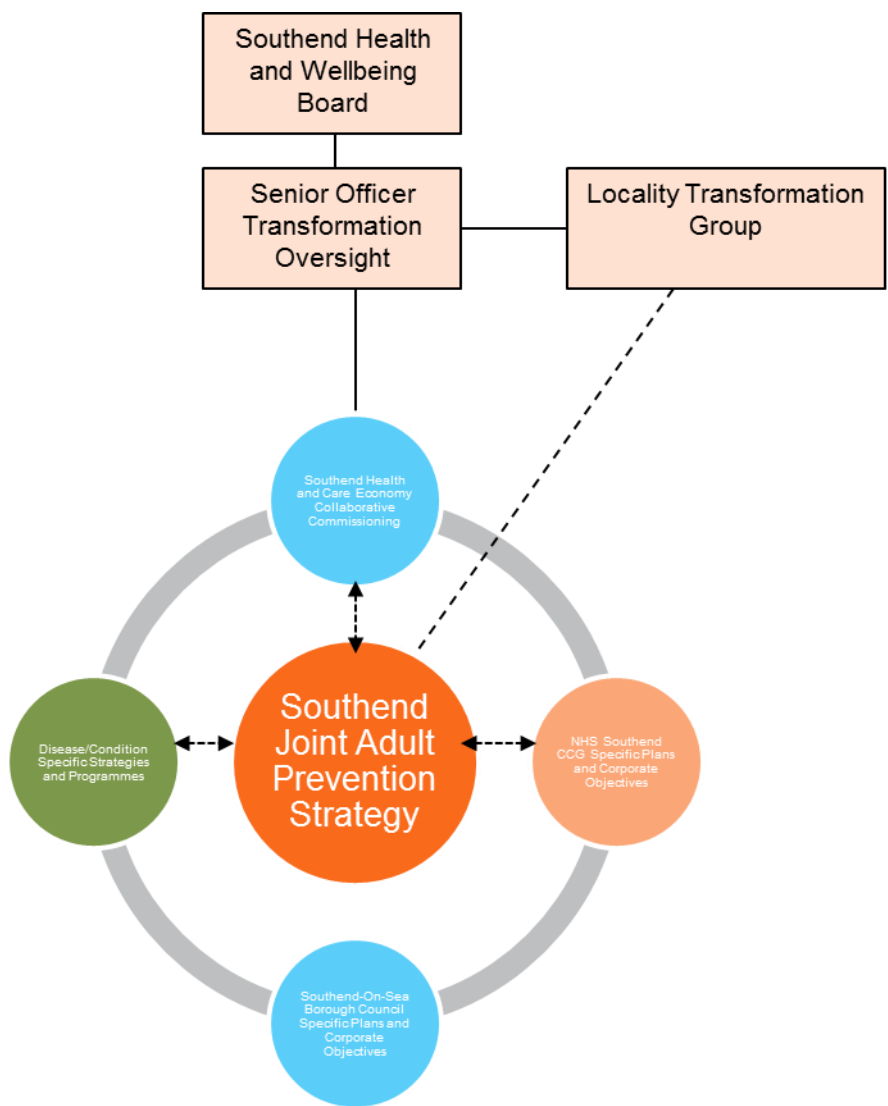 Southend Health
and Wellbeing
Board
Senior Officer
Transformation
Oversight
Locality Transformation
Group
Southend Health
and Care Economy
Collaborative
Commissioning
Disease/Condition
Specific Strategies
and Programmes
Southend
Joint Adult
Prevention
Strategy
NHS Southend
CCG Specific Plans
and Corporate
Objectives
Southend-On-Sea
Borough Council
Specific Plans and
Corporate
Objectives